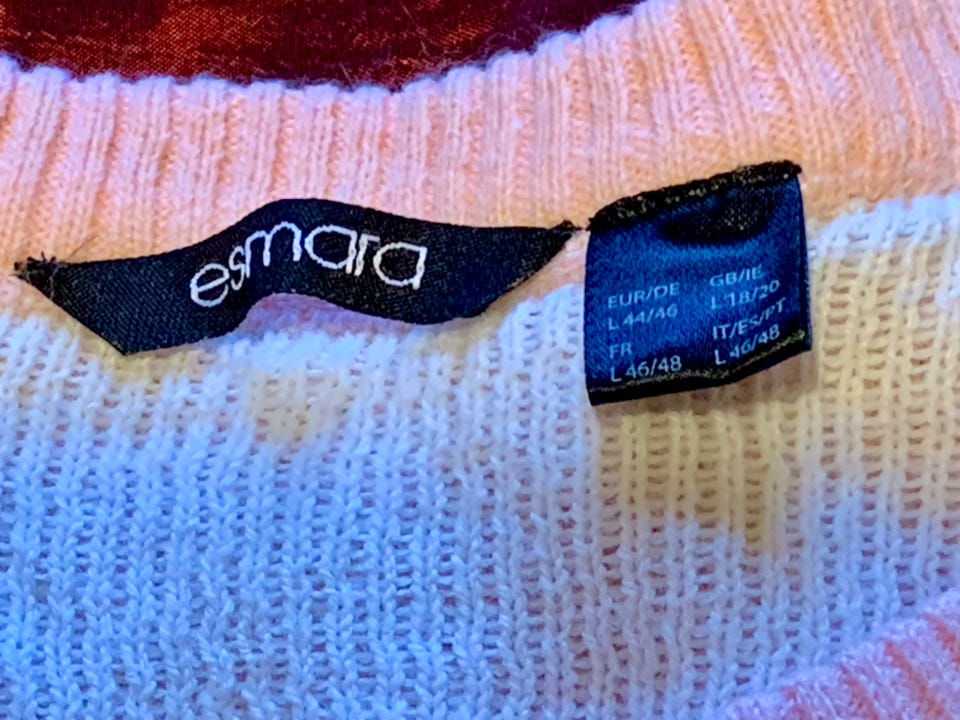 esmara
EUR/DE
L 44/46
FR
L 46/48
GB/IE
L 18/20
IT/ES/PT
L 46/48